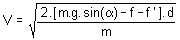 V = √(2.[m.g.sin(α)–f–f'].d / m)